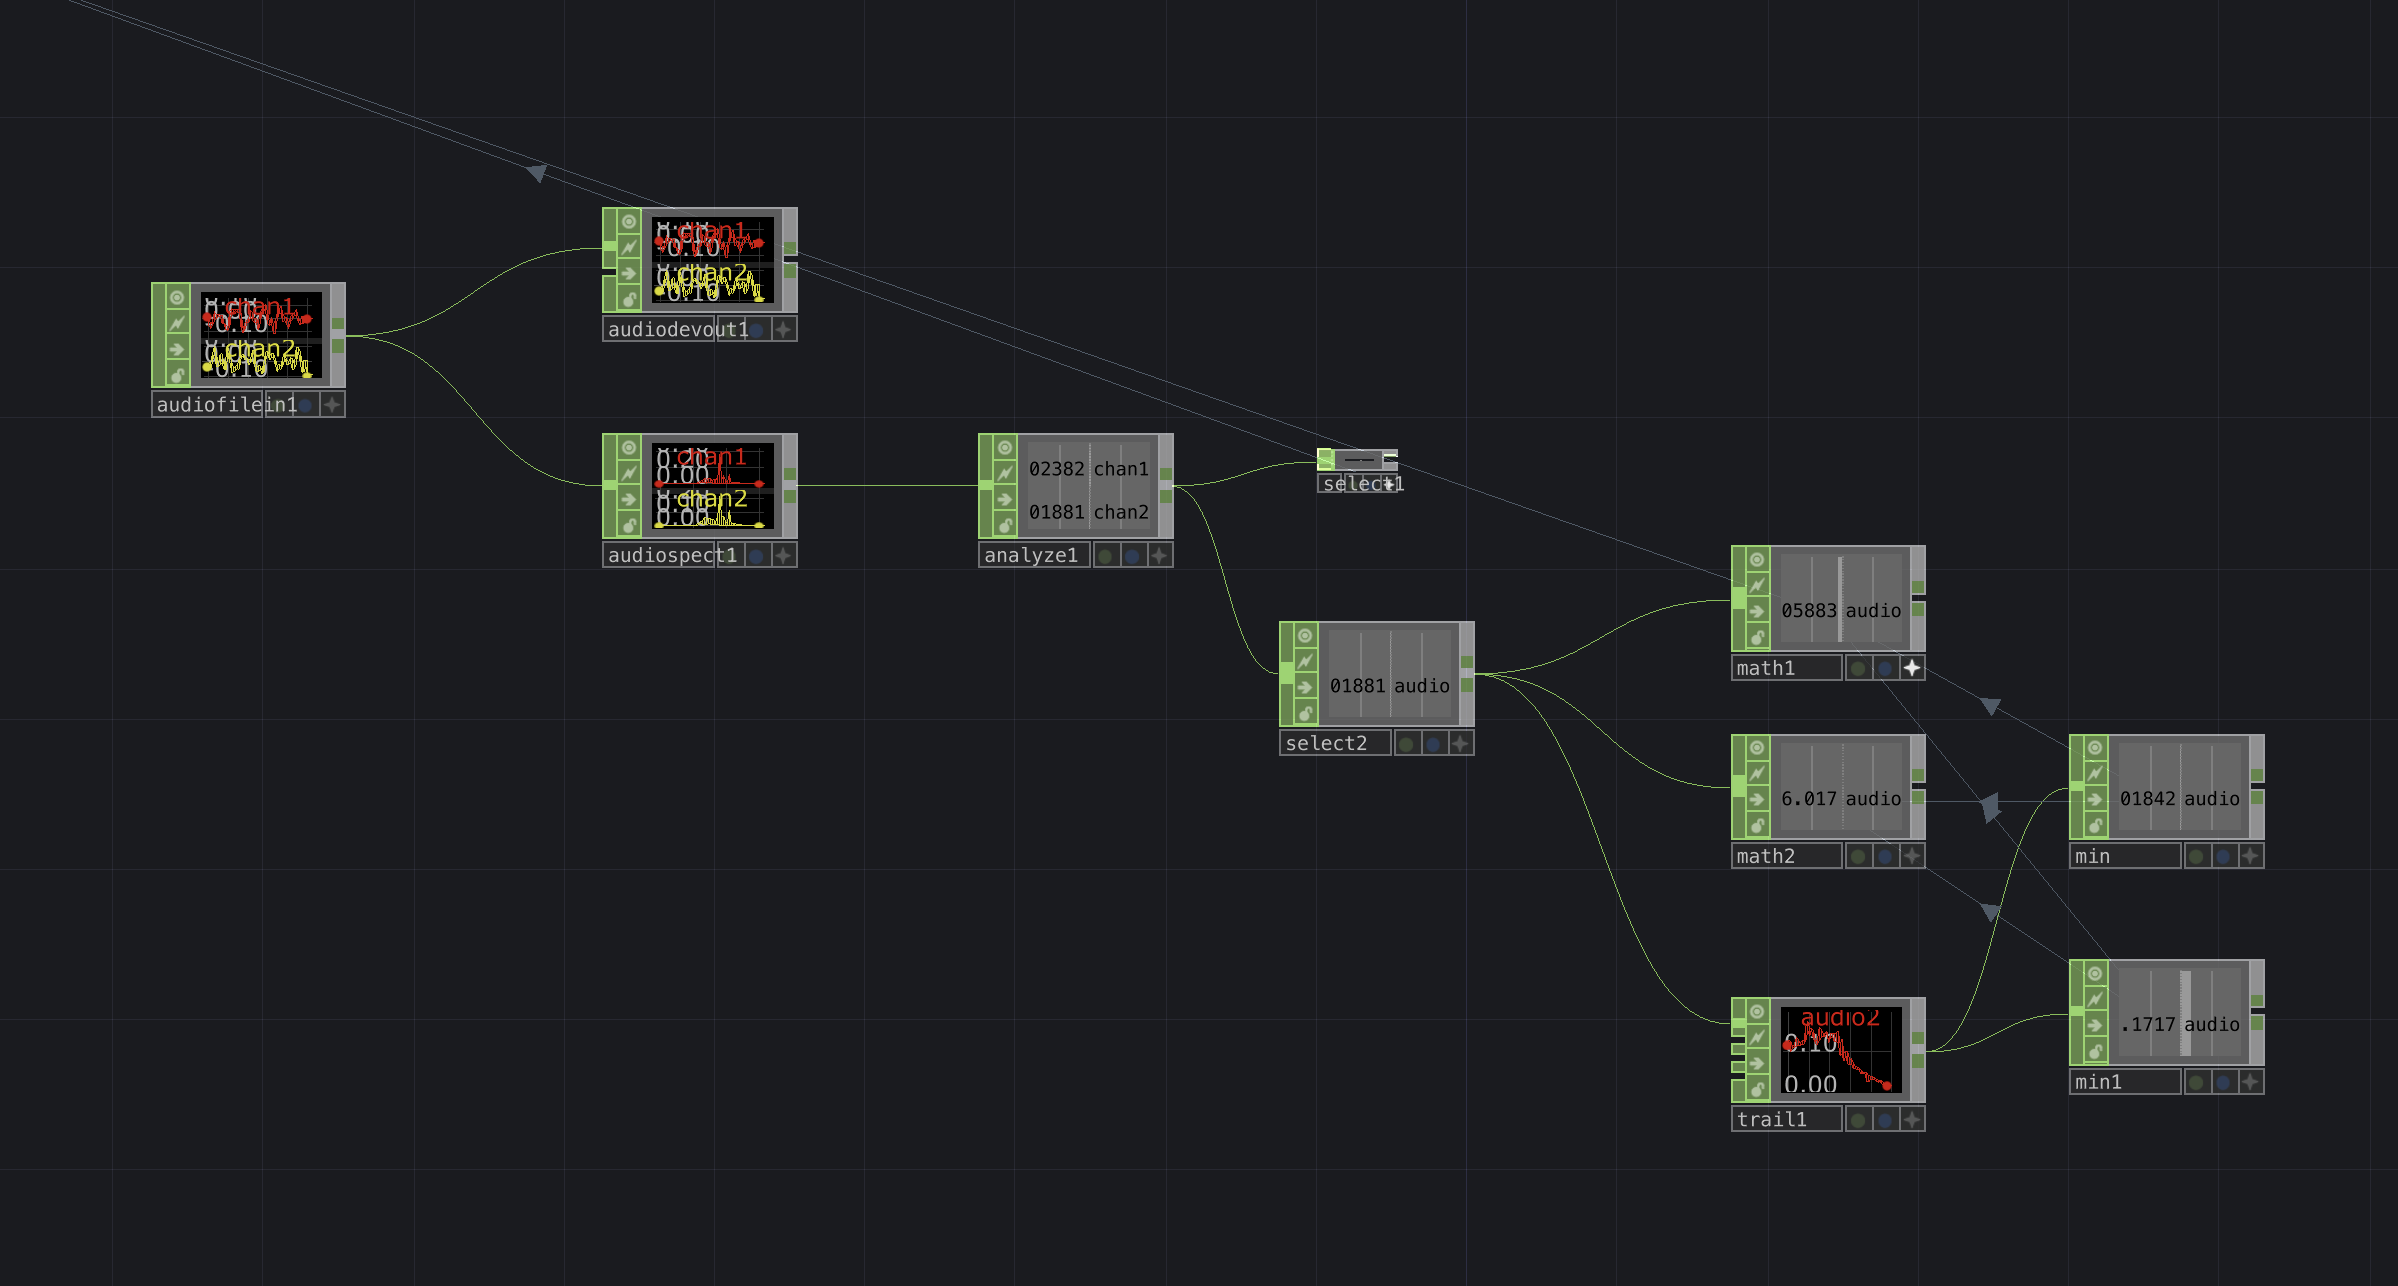 chan1
-0.10
chan2
-0.10
audiodevout1
chan1
-0.10
chan2
-0.10
audiofilein1
chan1
0.00
chan2
0.00
audiospect1
02382 chan1
01881 chan2
analyze1
select1
01881 audio
select2
05883 audio
math1
6.017 audio
math2
01842 audio
min
audio2
0.10
0.00
trail1
.1717 audio
min1